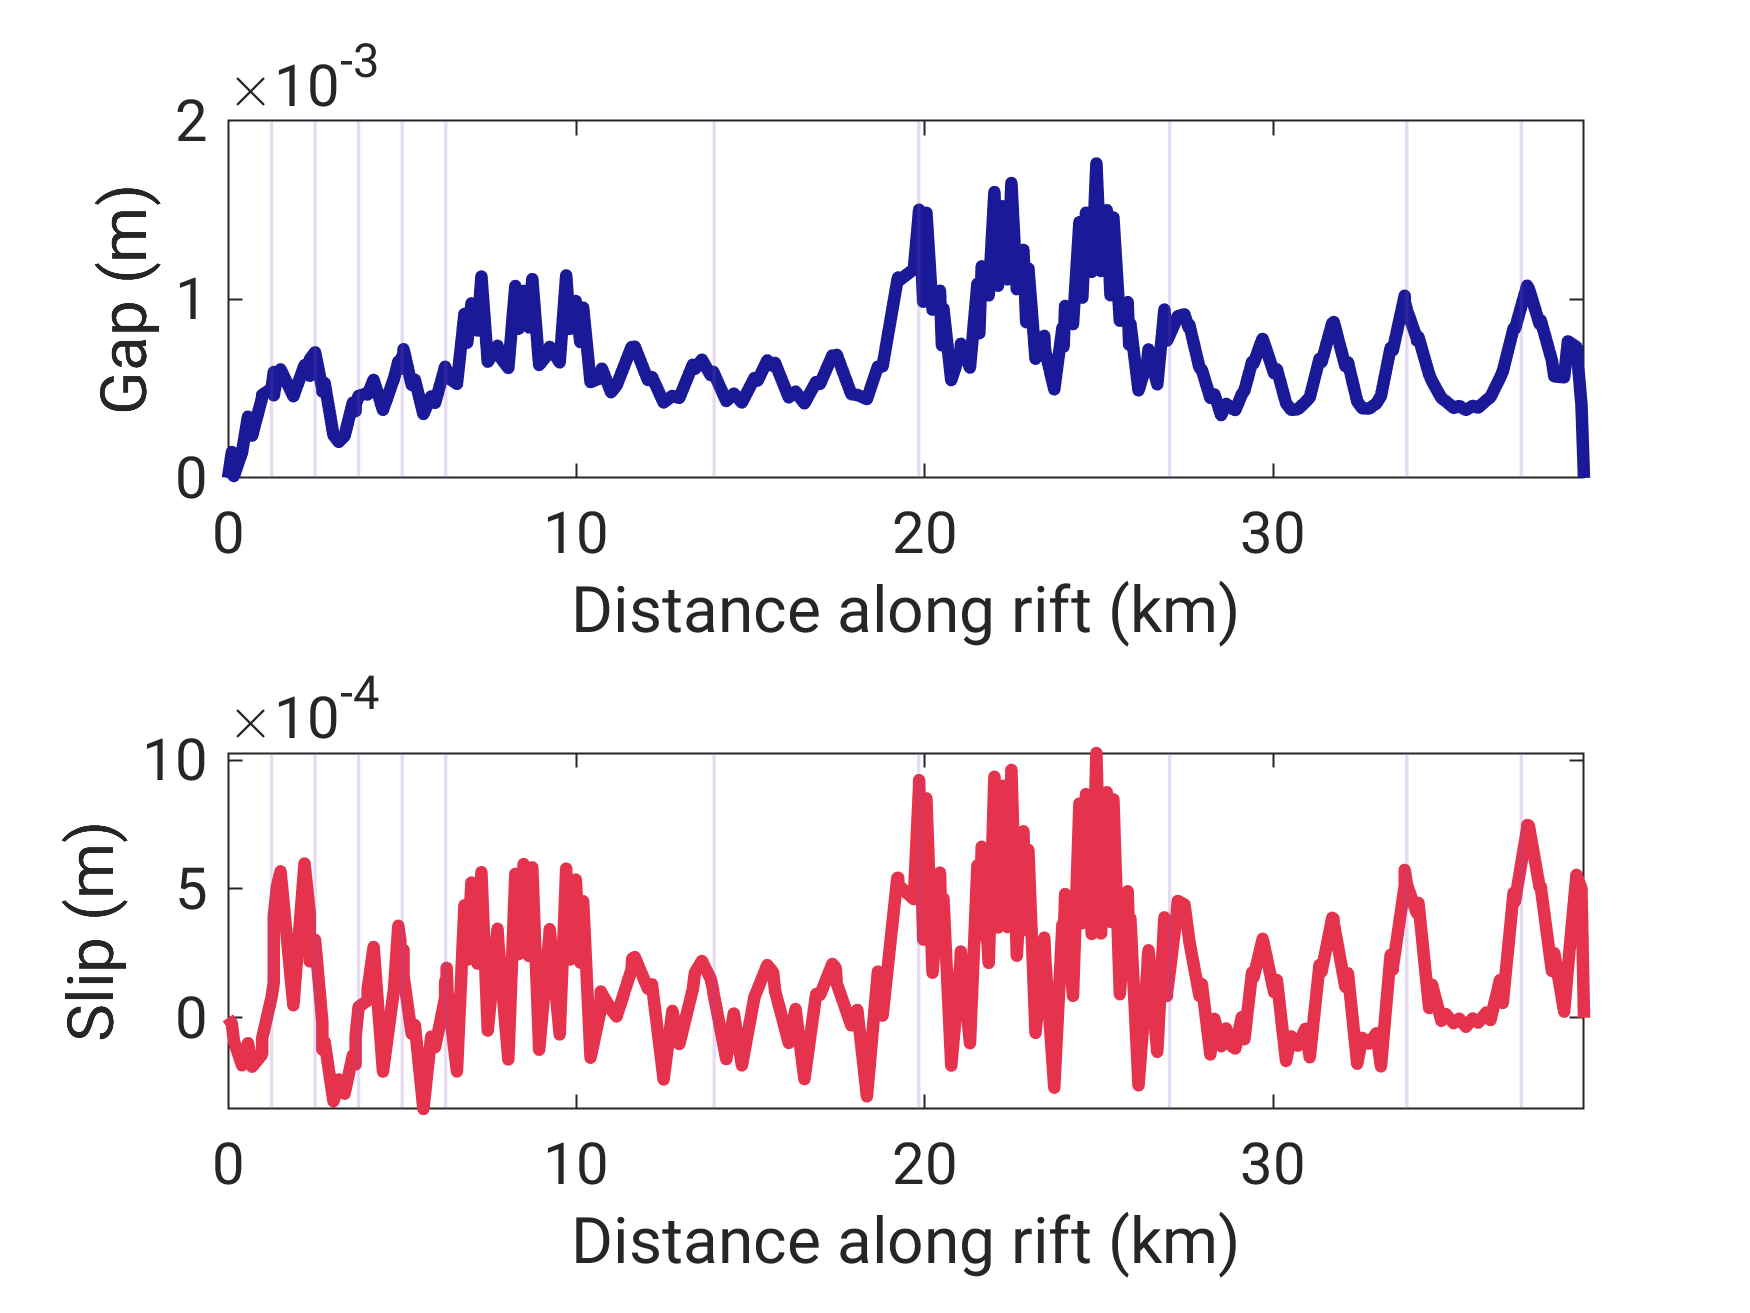 ×10-3
2
1
0
Gap (m)
0 10 20 30
Distance along rift (km)
×10-4
10
5
0
Slip (m)
0 10 20 30
Distance along rift (km)